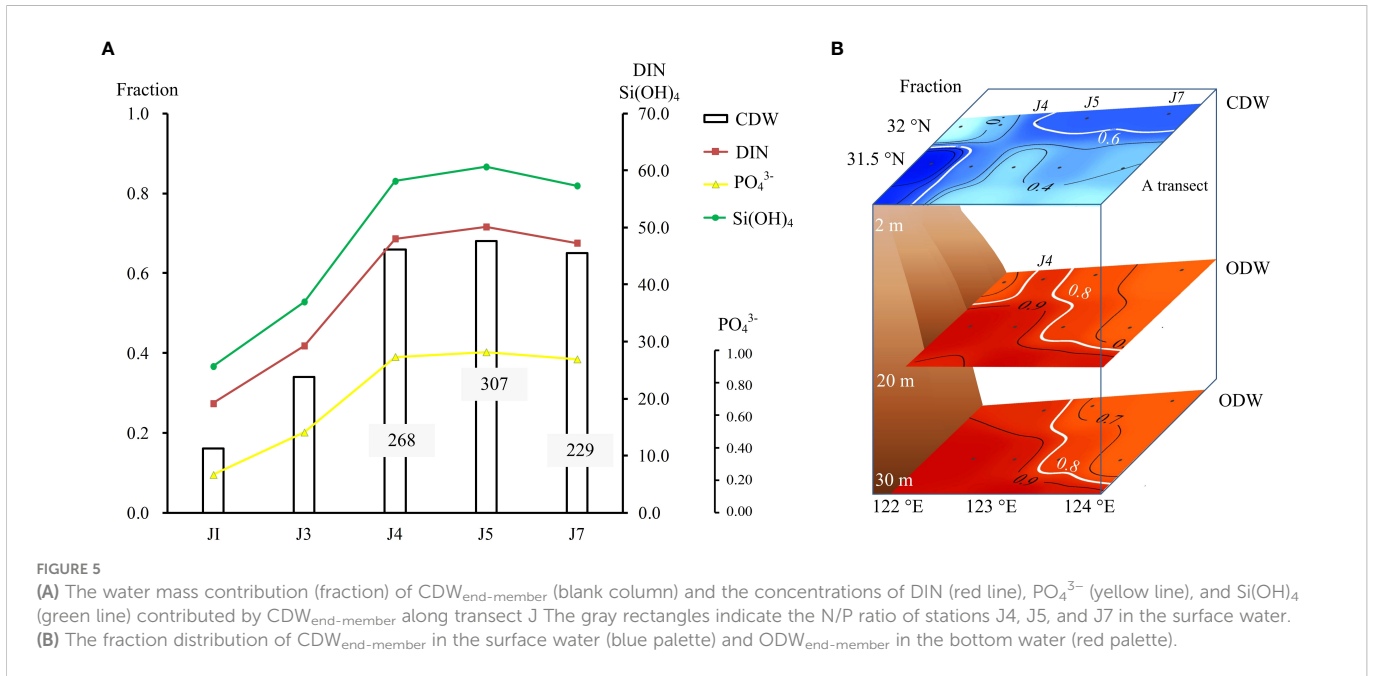 A
Fraction
1.0
0.8
0.6
0.4
0.2
0.0
JI
J3
J4
J5
J7
268
307
229
DIN
Si(OH)₄
70.0
60.0
50.0
40.0
30.0
20.0
10.0
0.0
CDW
DIN
PO₄³⁻
Si(OH)₄
PO₄³⁻
1.00
0.80
0.60
0.40
0.20
0.00
B
Fraction
J4
J5
J7
CDW
32 °N
31.5 °N
0.6
0.4
A transect
2 m
J4
ODW
0.8
0.9
20 m
ODW
0.7
0.8
0.9
30 m
122 °E
123 °E
124 °E
FIGURE 5
(A) The water mass contribution (fraction) of CDWend-member (blank column) and the concentrations of DIN (red line), PO₄³⁻ (yellow line), and Si(OH)₄
(green line) contributed by CDWend-member along transect J The gray rectangles indicate the N/P ratio of stations J4, J5, and J7 in the surface water.
(B) The fraction distribution of CDWend-member in the surface water (blue palette) and ODWend-member in the bottom water (red palette).